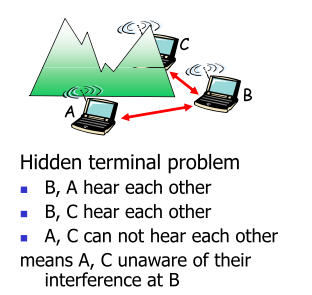 C
B
A
Hidden terminal problem
▪ B, A hear each other
▪ B, C hear each other
▪ A, C can not hear each other
means A, C unaware of their
interference at B